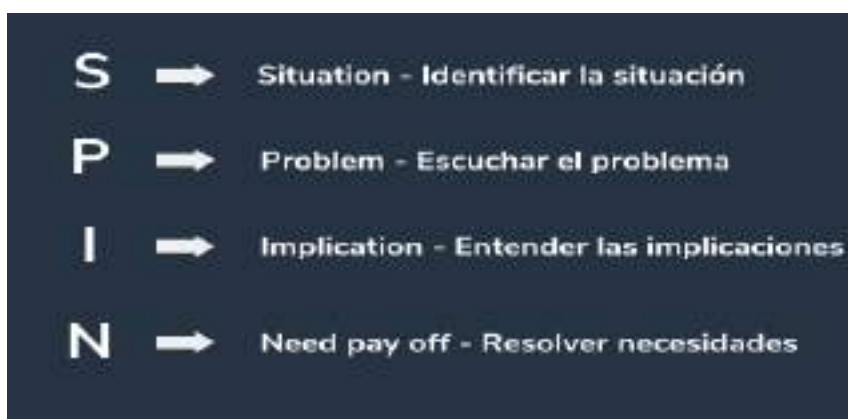 S → Situation - Identificar la situación
P → Problem - Escuchar el problema
I → Implication - Entender las implicaciones
N → Need pay off - Resolver necesidades